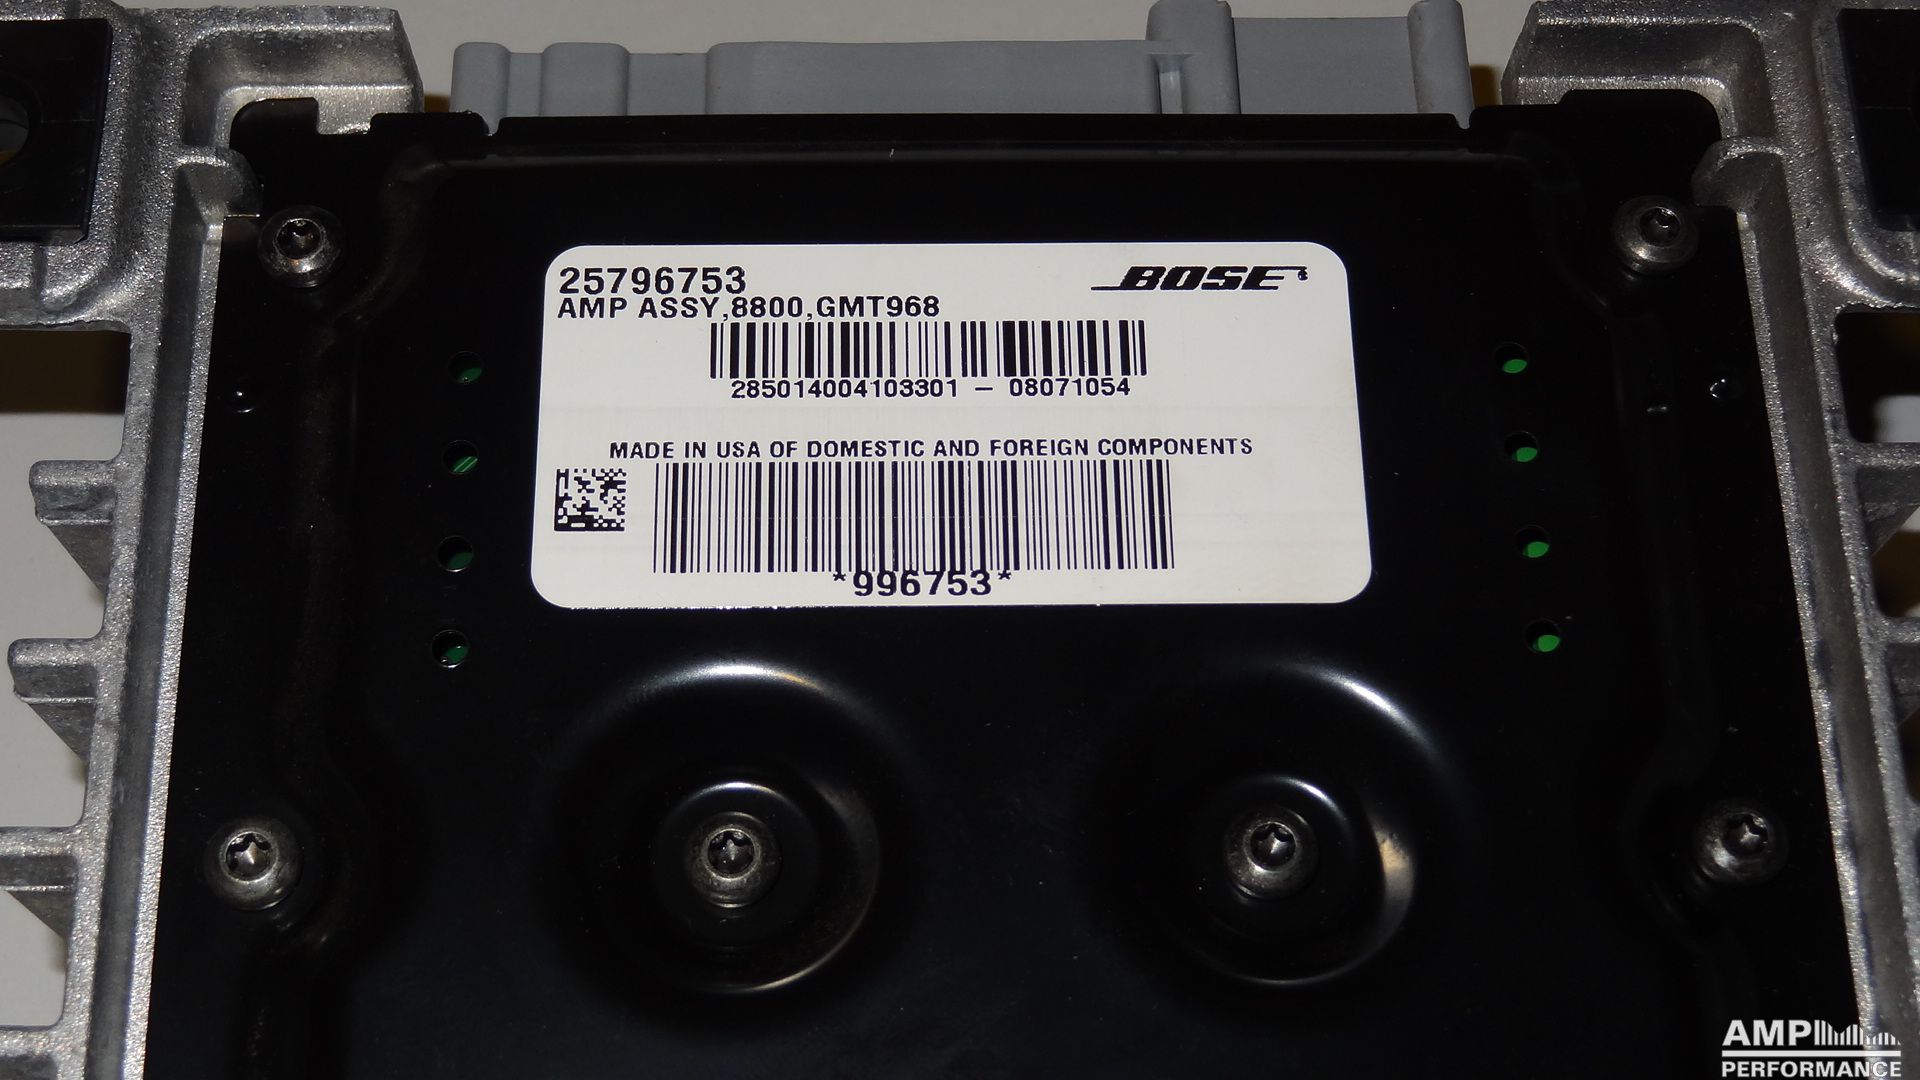 25796753
BOSE
AMP ASSY,8800,GMT968
285014004103301 - 08071054
MADE IN USA OF DOMESTIC AND FOREIGN COMPONENTS
*996753*
AMP
PERFORMANCE